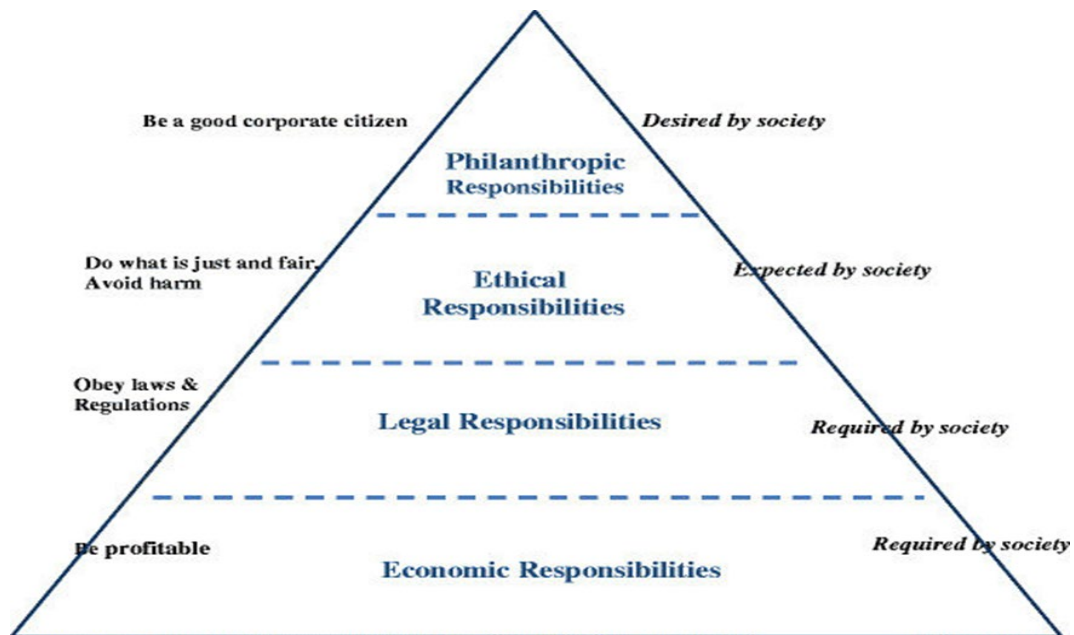 Be a good corporate citizen
Desired by society
Philanthropic
Responsibilities
Do what is just and fair,
Avoid harm
Expected by society
Ethical
Responsibilities
Obey laws &
Regulations
Legal Responsibilities
Required by society
Be profitable
Required by society
Economic Responsibilities